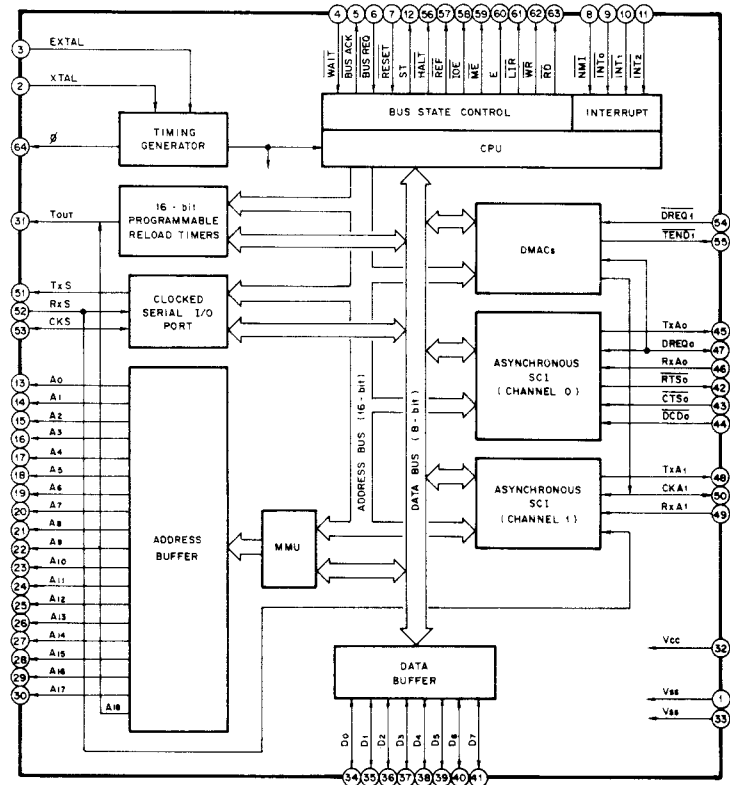 4 5 6 7 12 56 57 58 59 60 61 62 63 8 9 10 11
WAIT
BUS ACK
BUS REQ
RESET
ST
HALT
REF
IOE
ME
E
LIR
WR
RD
NMI
INT0
INT1
INT2
3 EXTAL
2 XTAL
64 ø
TIMING
GENERATOR
BUS STATE CONTROL
INTERRUPT
CPU
31 TOUT
16 - bit
PROGRAMMABLE
RELOAD TIMERS
51 TxS
52 RxS
53 CKS
CLOCKED
SERIAL I/O
PORT
DMACs
DREQ1 54
TEND1 55
ASYNCHRONOUS
SCI
(CHANNEL 0)
TxA0 45
DREQ0 47
RxA0 46
RTS0 42
CTS0 43
DCD0 44
ASYNCHRONOUS
SCI
(CHANNEL 1)
TxA1 48
CKA1 50
RxA1 49
ADDRESS BUS (16-bit)
DATA BUS (8-bit)
13 A0
14 A1
15 A2
16 A3
17 A4
18 A5
19 A6
20 A7
21 A8
22 A9
23 A10
24 A11
25 A12
26 A13
27 A14
28 A15
29 A16
30 A17
A18
ADDRESS
BUFFER
MMU
DATA
BUFFER
Vcc 32
Vss 1
Vss 33
D0
D1
D2
D3
D4
D5
D6
D7
34 35 36 37 38 39 40 41